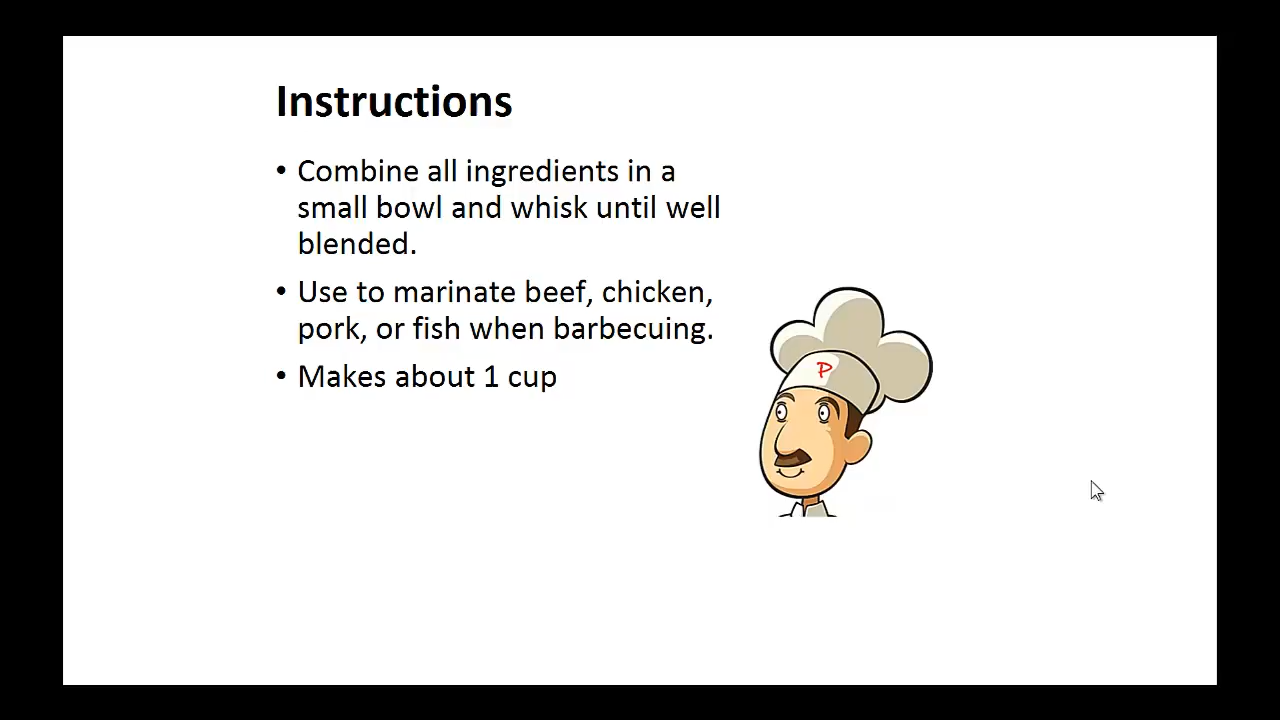 Instructions
• Combine all ingredients in a
small bowl and whisk until well
blended.
• Use to marinate beef, chicken,
pork, or fish when barbecuing.
• Makes about 1 cup
P